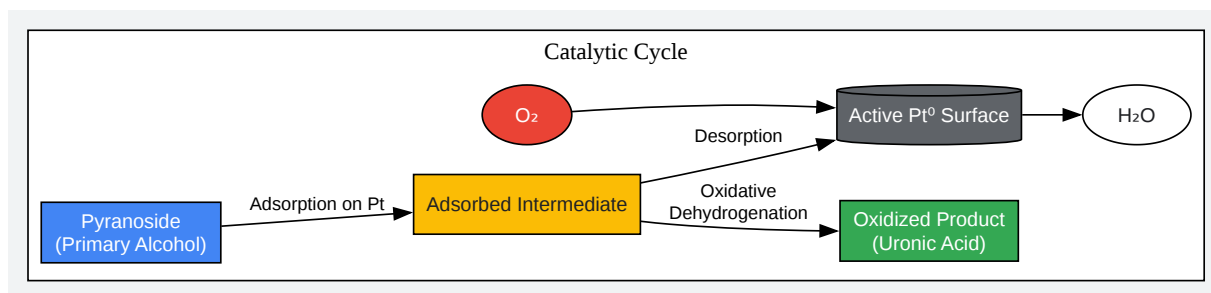 Catalytic Cycle
O₂
Active Pt⁰ Surface
H₂O
Desorption
Adsorption on Pt
Adsorbed Intermediate
Oxidative
Dehydrogenation
Pyranoside
(Primary Alcohol)
Oxidized Product
(Uronic Acid)